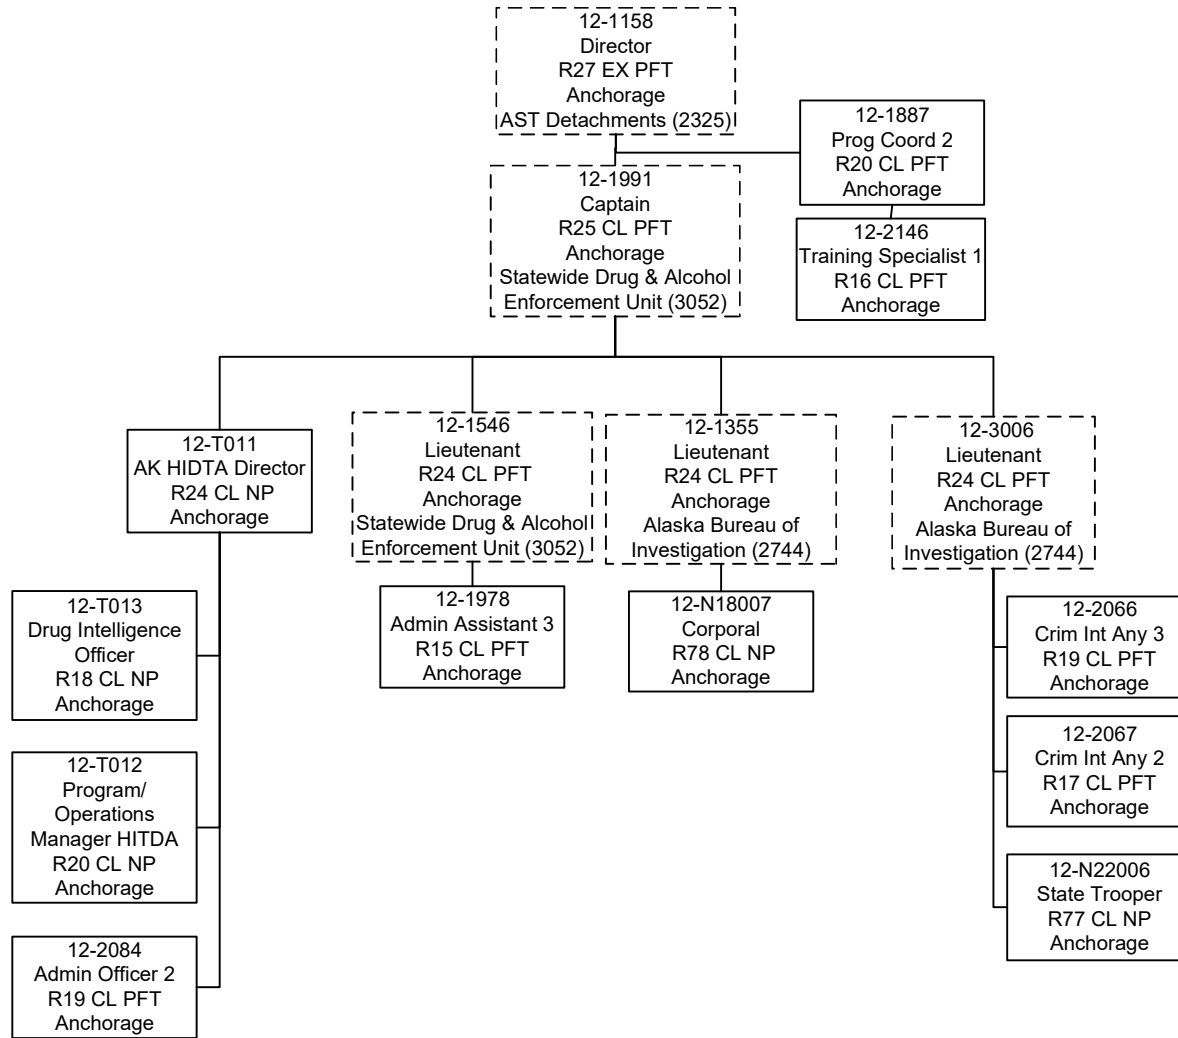 12-1158
Director
R27 EX PFT
Anchorage
AST Detachments (2325)
12-1887
Prog Coord 2
R20 CL PFT
Anchorage
12-1991
Captain
R25 CL PFT
Anchorage
Statewide Drug & Alcohol
Enforcement Unit (3052)
12-2146
Training Specialist 1
R16 CL PFT
Anchorage
12-T011
AK HIDTA Director
R24 CL NP
Anchorage
12-1546
Lieutenant
R24 CL PFT
Anchorage
Statewide Drug & Alcohol
Enforcement Unit (3052)
12-1355
Lieutenant
R24 CL PFT
Anchorage
Alaska Bureau of
Investigation (2744)
12-3006
Lieutenant
R24 CL PFT
Anchorage
Alaska Bureau of
Investigation (2744)
12-T013
Drug Intelligence
Officer
R18 CL NP
Anchorage
12-1978
Admin Assistant 3
R15 CL PFT
Anchorage
12-N18007
Corporal
R78 CL NP
Anchorage
12-2066
Crim Int Any 3
R19 CL PFT
Anchorage
12-T012
Program/
Operations
Manager HITDA
R20 CL NP
Anchorage
12-2067
Crim Int Any 2
R17 CL PFT
Anchorage
12-2084
Admin Officer 2
R19 CL PFT
Anchorage
12-N22006
State Trooper
R77 CL NP
Anchorage